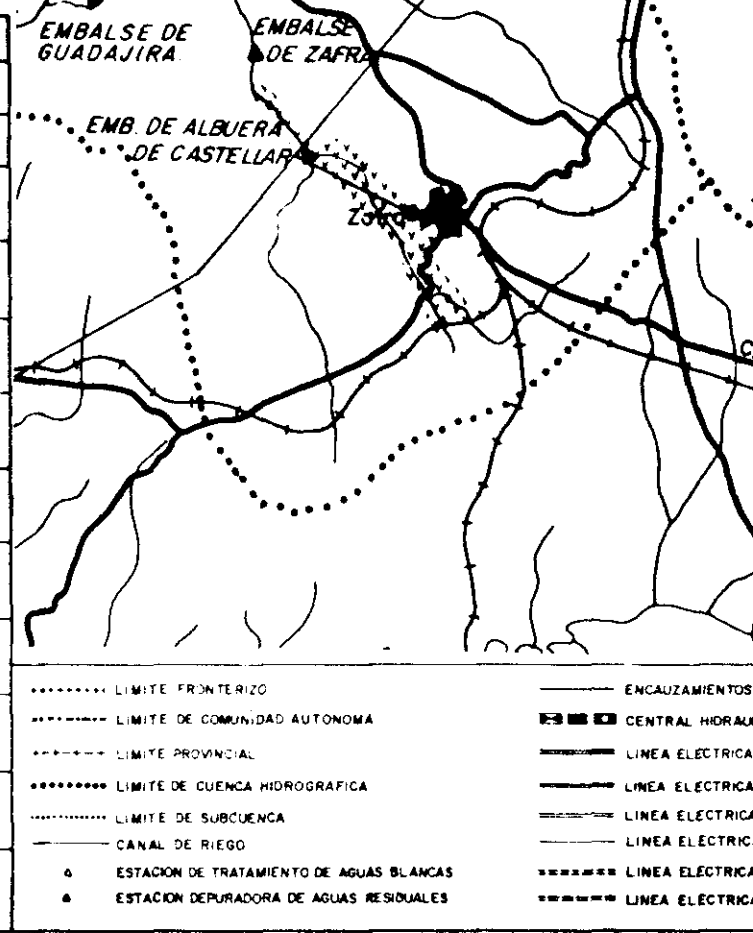 EMBALSE DE
GUADAJIRA
EMBALSE
DE ZAFRA
EMB. DE ALBUERA
DE CASTELLAR
Zafra
C
LIMITE FRONTERIZO
LIMITE DE COMUNIDAD AUTONOMA
LIMITE PROVINCIAL
LIMITE DE CUENCA HIDROGRAFICA
LIMITE DE SUBCUENCA
CANAL DE RIEGO
ESTACION DE TRATAMIENTO DE AGUAS BLANCAS
ESTACION DEPURADORA DE AGUAS RESIDUALES
ENCAUZAMIENTOS
CENTRAL HIDRAU
LINEA ELECTRICA
LINEA ELECTRICA
LINEA ELECTRICA
LINEA ELECTRIC
LINEA ELECTRICA
LINEA ELECTRICA